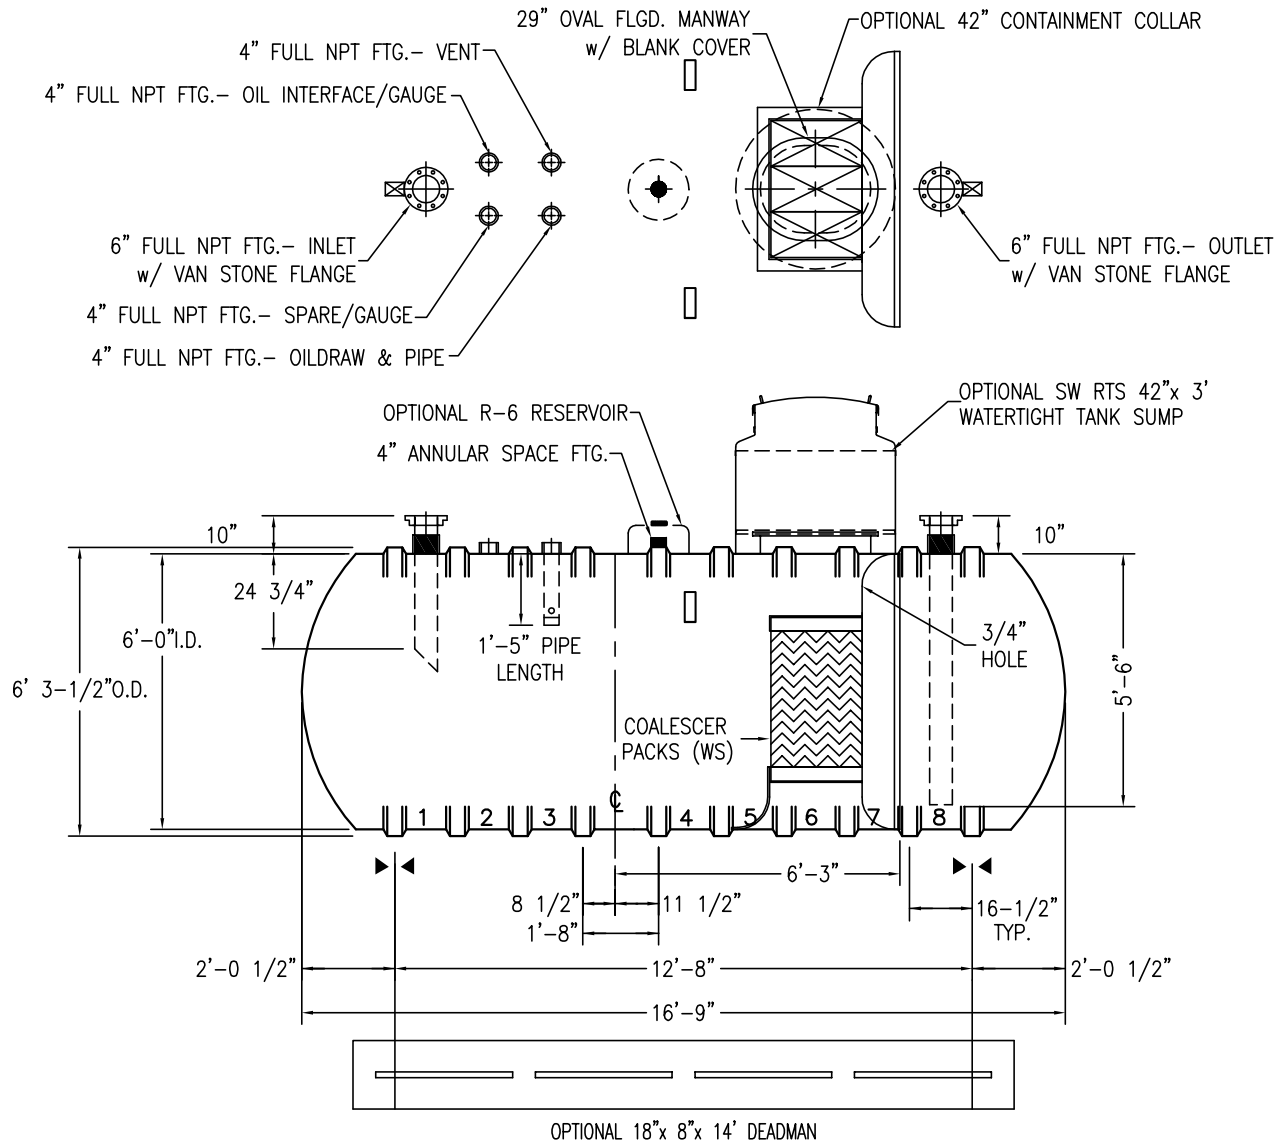 29" OVAL FLGD. MANWAY
w/ BLANK COVER
OPTIONAL 42" CONTAINMENT COLLAR
4" FULL NPT FTG.– VENT
4" FULL NPT FTG.– OIL INTERFACE/GAUGE
6" FULL NPT FTG.– INLET
w/ VAN STONE FLANGE
6" FULL NPT FTG.– OUTLET
w/ VAN STONE FLANGE
4" FULL NPT FTG.– SPARE/GAUGE
4" FULL NPT FTG.– OILDRAW & PIPE
OPTIONAL SW RTS 42"x 3'
WATERTIGHT TANK SUMP
OPTIONAL R-6 RESERVOIR
4" ANNULAR SPACE FTG.
10"
10"
24 3/4"
6'-0"I.D.
6' 3-1/2"O.D.
1'-5" PIPE
LENGTH
3/4"
HOLE
5'-6"
COALESCER
PACKS (WS)
℄
1 2 3 4 5 6 7 8
6'-3"
8 1/2"
11 1/2"
16-1/2"
TYP.
1'-8"
2'-0 1/2"
12'-8"
2'-0 1/2"
16'-9"
OPTIONAL 18"x 8"x 14' DEADMAN